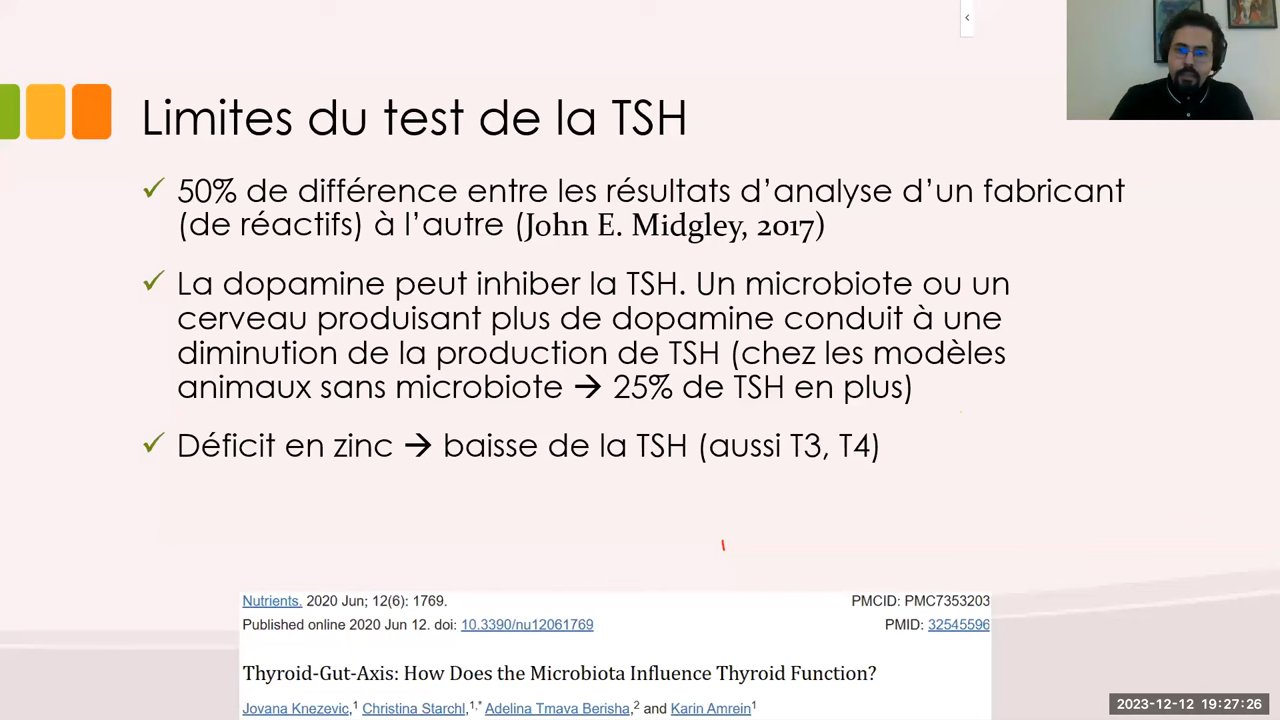 Limites du test de la TSH
✓ 50% de différence entre les résultats d’analyse d’un fabricant
(de réactifs) à l’autre (John E. Midgley, 2017)
✓ La dopamine peut inhiber la TSH. Un microbiote ou un
cerveau produisant plus de dopamine conduit à une
diminution de la production de TSH (chez les modèles
animaux sans microbiote → 25% de TSH en plus)
✓ Déficit en zinc → baisse de la TSH (aussi T3, T4)
Nutrients. 2020 Jun; 12(6): 1769. PMCID: PMC7353203
Published online 2020 Jun 12. doi: 10.3390/nu12061769 PMID: 32545596
Thyroid-Gut-Axis: How Does the Microbiota Influence Thyroid Function?
Jovana Knezevic,1 Christina Starchl,1,* Adelina Tmava Berisha,2 and Karin Amrein1
2023-12-12 19:27:26